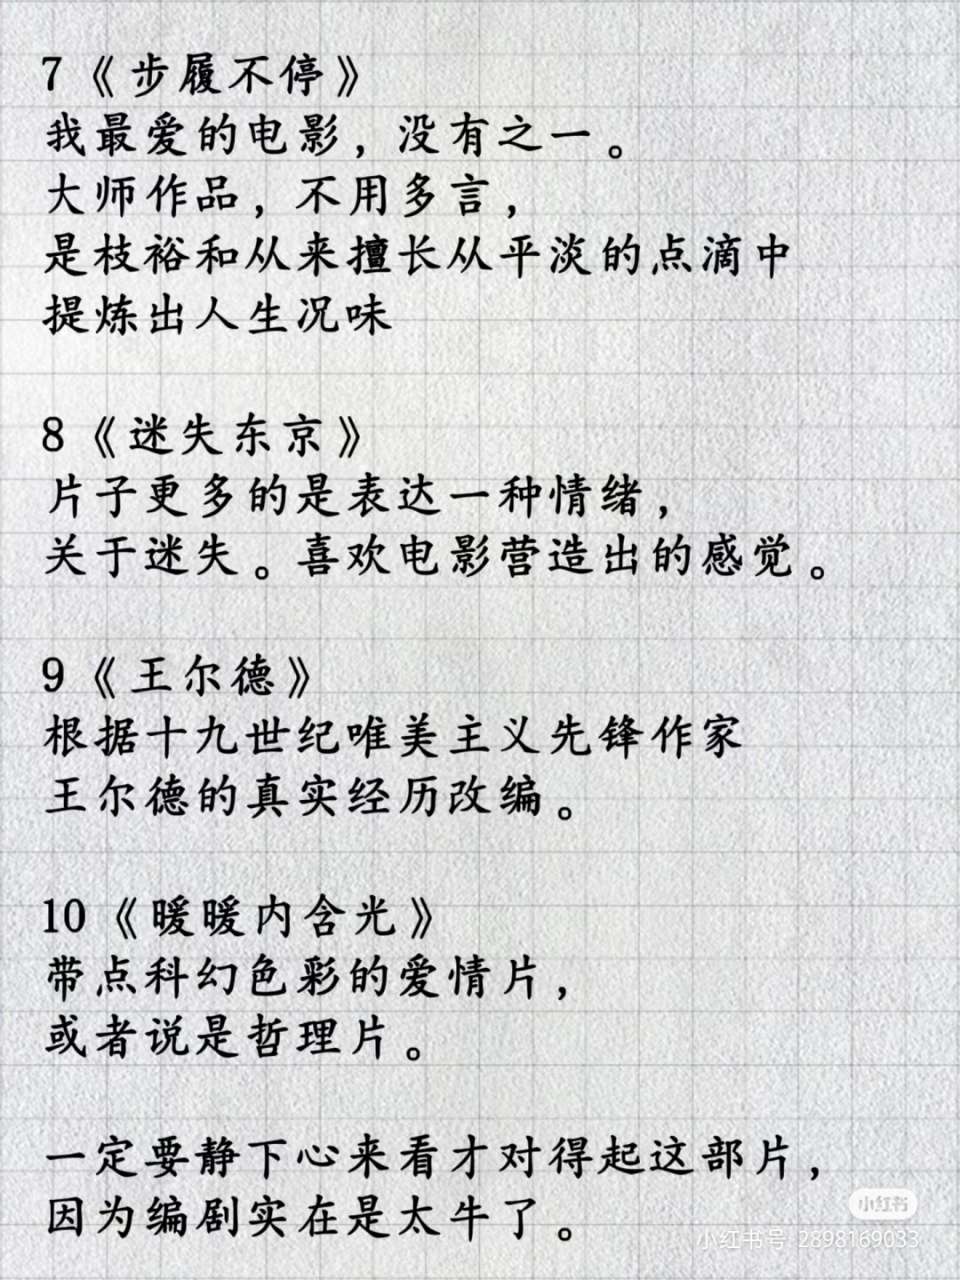 7《步履不停》
我最爱的电影，没有之一。
大师作品，不用多言，
是枝裕和从来擅长从平淡的点滴中
提炼出人生况味
8《迷失东京》
片子更多的是表达一种情绪，
关于迷失。喜欢电影营造出的感觉。
9《王尔德》
根据十九世纪唯美主义先锋作家
王尔德的真实经历改编。
10《暖暖内含光》
带点科幻色彩的爱情片，
或者说是哲理片。
一定要静下心来看才对得起这部片，
因为编剧实在是太牛了。
小红书
小红书号 2898169033